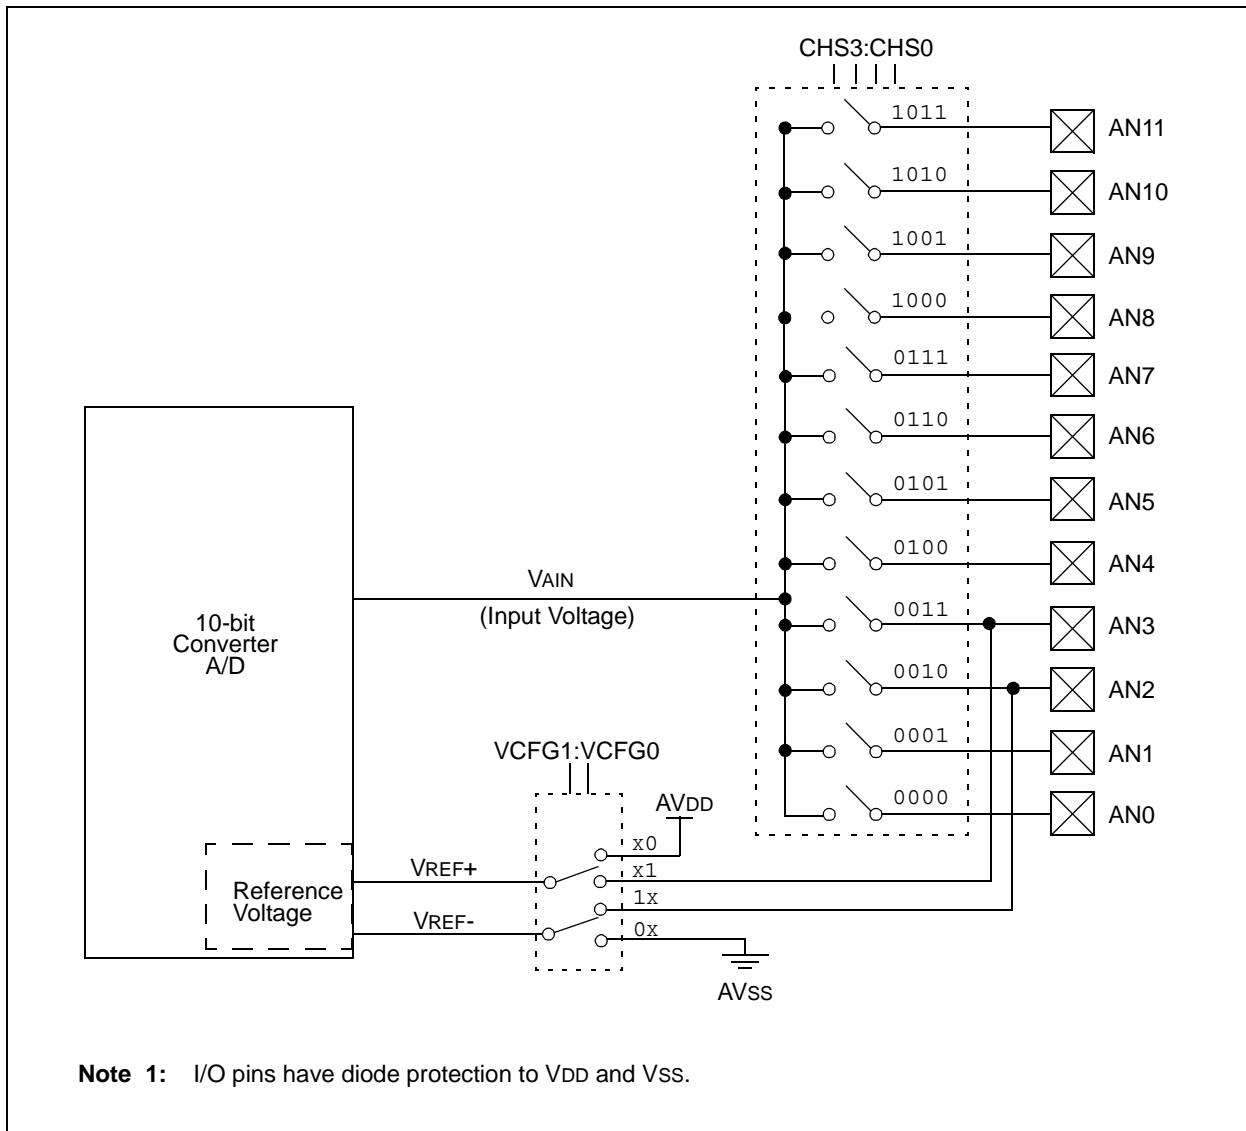 CHS3:CHS0
1011 AN11
1010 AN10
1001 AN9
1000 AN8
0111 AN7
0110 AN6
0101 AN5
0100 AN4
VAIN
(Input Voltage)
0011 AN3
10-bit
Converter
A/D
0010 AN2
0001 AN1
VCFG1:VCFG0
0000 AN0
AVDD
x0
VREF+
x1
Reference
Voltage
1x
VREF-
0x
AVSS
Note 1: I/O pins have diode protection to VDD and VSS.